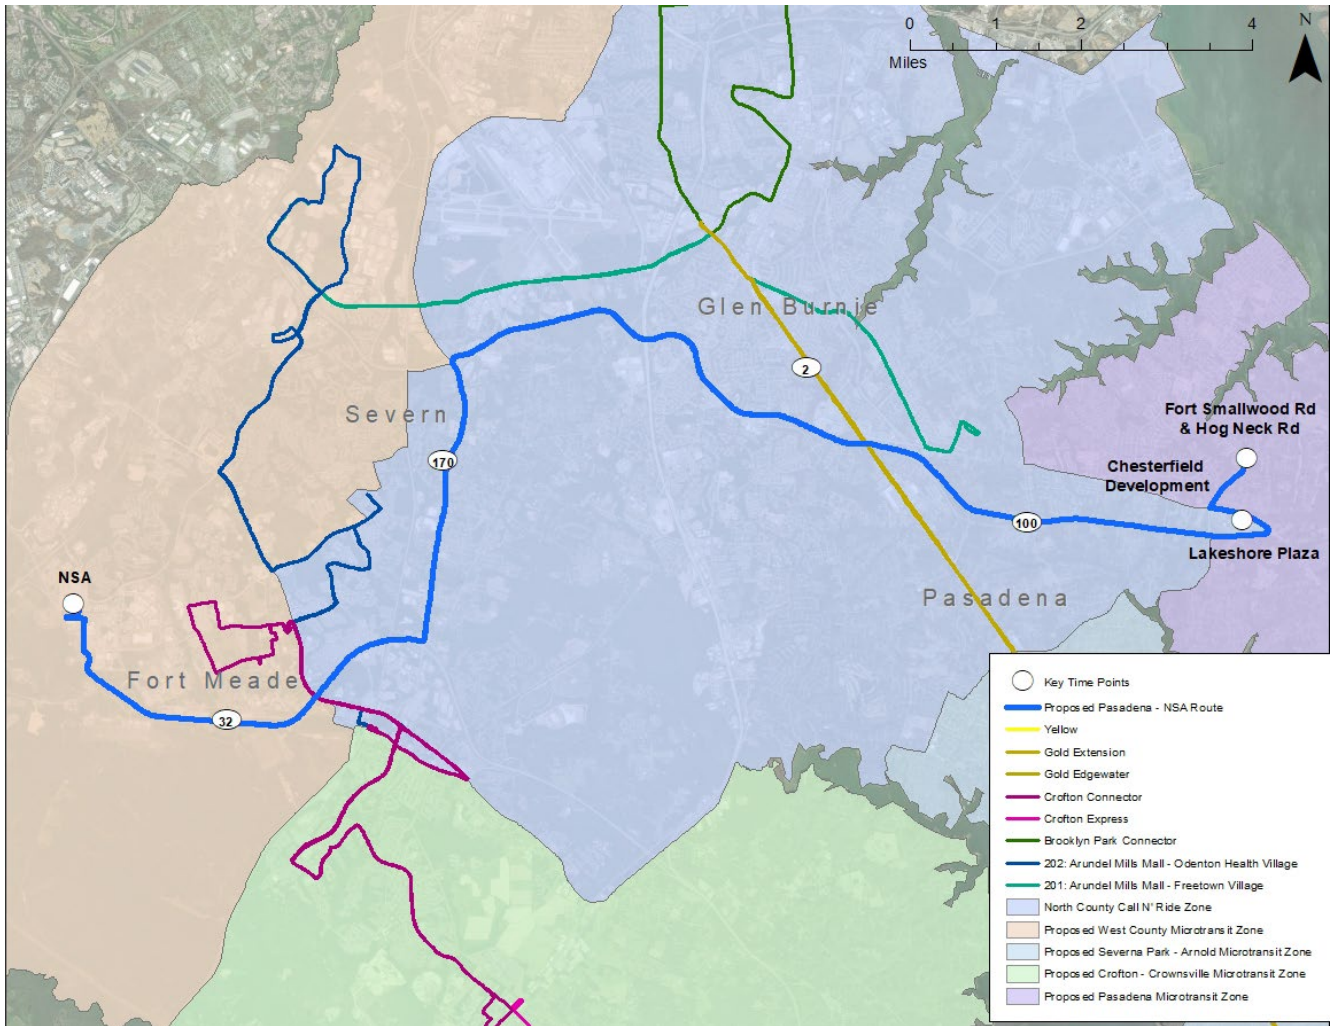 0 1 2 4
Miles
N
Glen Burnie
2
Severn
170
Fort Smallwood Rd
& Hog Neck Rd
Chesterfield
Development
100
Lakeshore Plaza
NSA
Pasadena
Fort Meade
32
Key Time Points
Proposed Pasadena - NSA Route
Yellow
Gold Extension
Gold Edgewater
Crofton Connector
Crofton Express
Brooklyn Park Connector
202: Arundel Mills Mall - Odenton Health Village
201: Arundel Mills Mall - Freetown Village
North County Call N' Ride Zone
Proposed West County Microtransit Zone
Proposed Severna Park - Arnold Microtransit Zone
Proposed Crofton - Crownsville Microtransit Zone
Proposed Pasadena Microtransit Zone